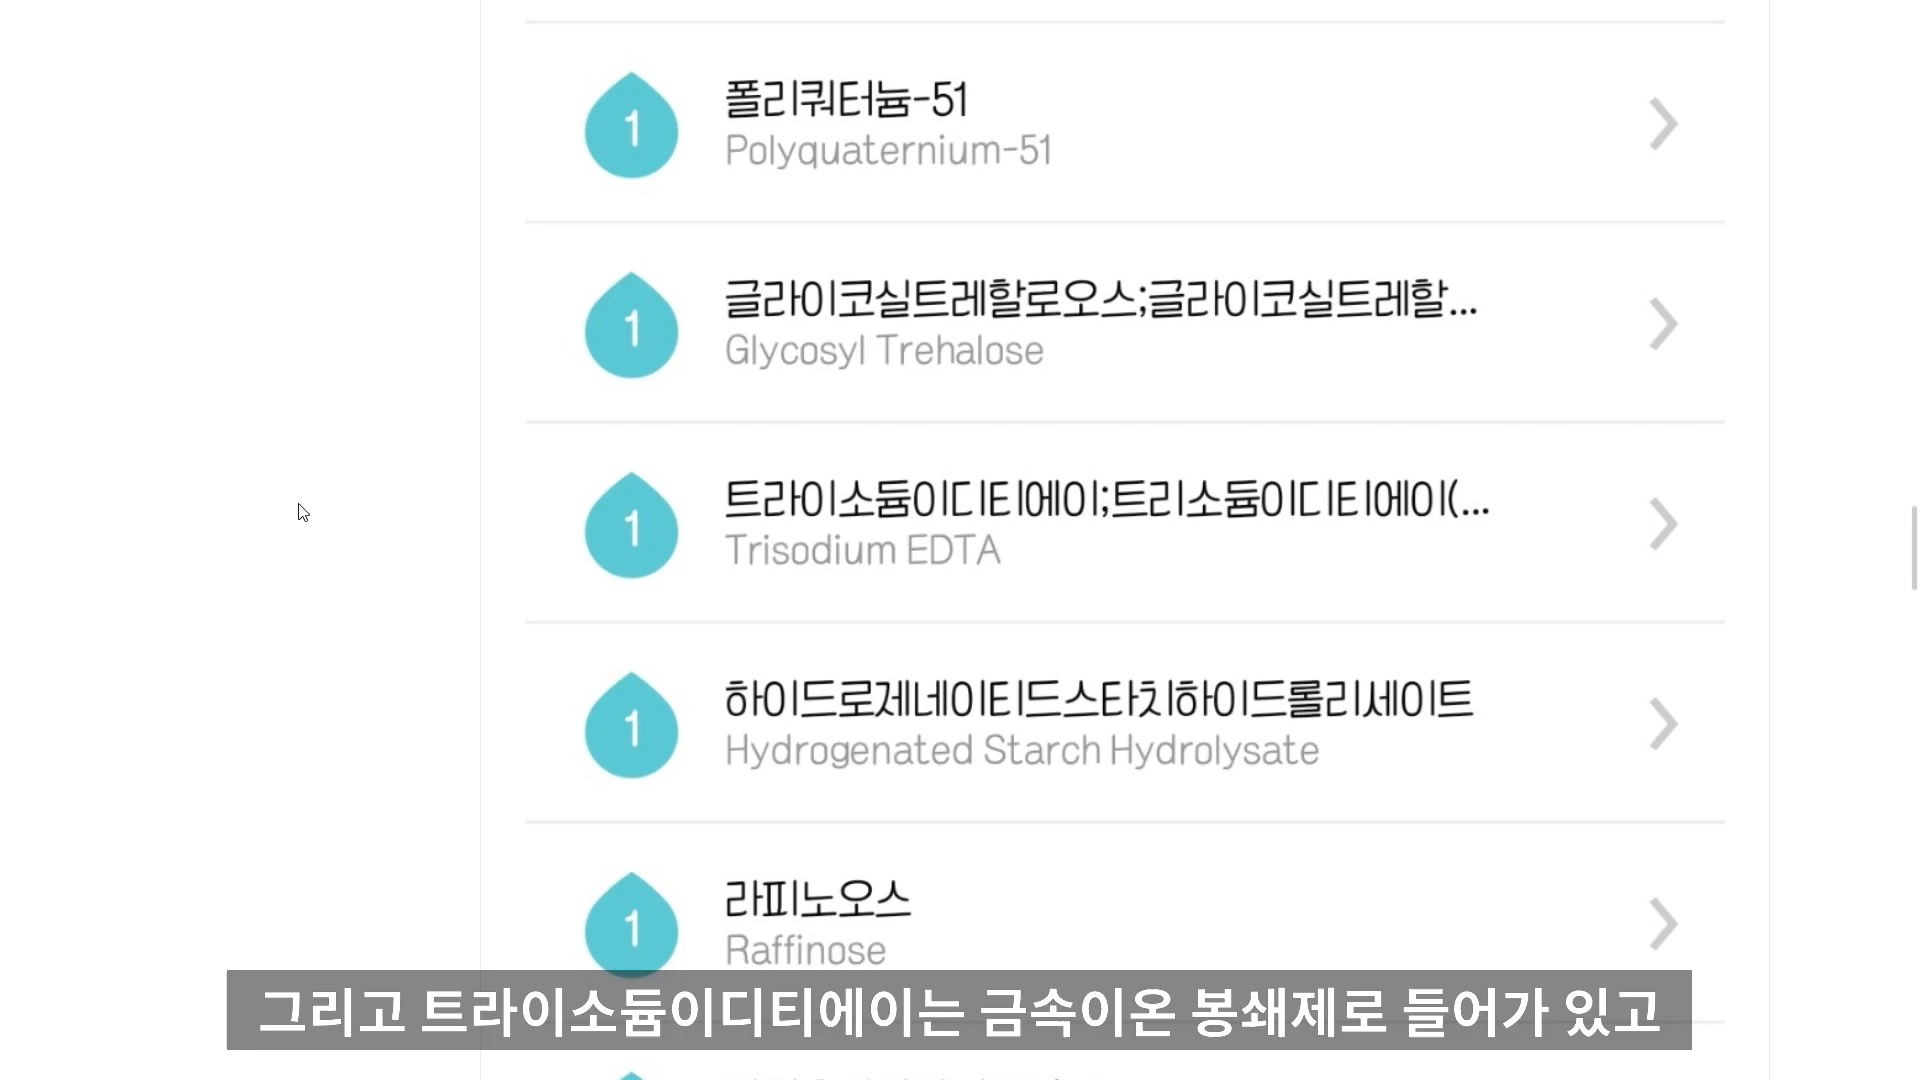 1
폴리쿼터늄-51
Polyquaternium-51
1
글라이코실트레할로오스;글라이코실트레할...
Glycosyl Trehalose
1
트라이소듐이디티에이;트리소듐이디티에이(...
Trisodium EDTA
1
하이드로제네이티드스타치하이드롤리세이트
Hydrogenated Starch Hydrolysate
1
라피노오스
Raffinose
그리고 트라이소듐이디티에이는 금속이온 봉쇄제로 들어가 있고